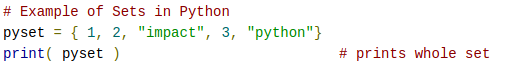 # Example of Sets in Python
pyset = { 1, 2, "impact", 3, "python"}
print( pyset ) # prints whole set